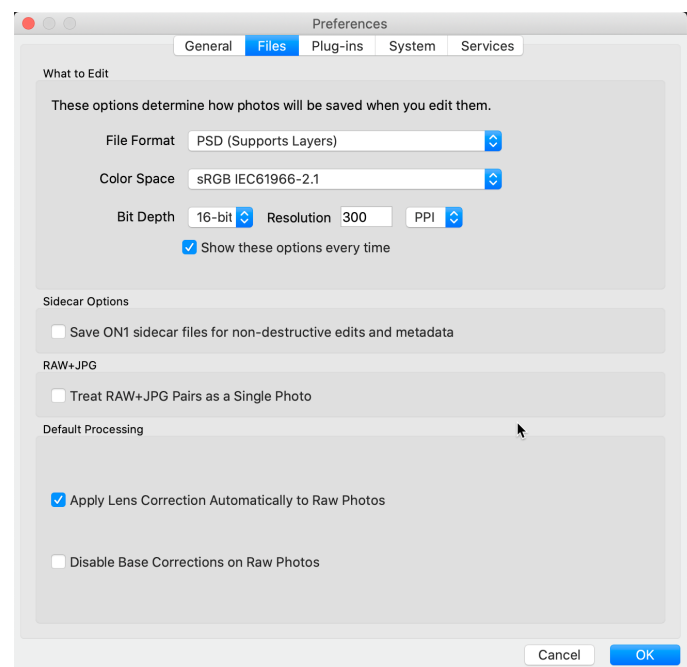 Preferences
General Files Plug-ins System Services
What to Edit
These options determine how photos will be saved when you edit them.
File Format PSD (Supports Layers)
Color Space sRGB IEC61966-2.1
Bit Depth 16-bit Resolution 300 PPI
Show these options every time
Sidecar Options
Save ON1 sidecar files for non-destructive edits and metadata
RAW+JPG
Treat RAW+JPG Pairs as a Single Photo
Default Processing
Apply Lens Correction Automatically to Raw Photos
Disable Base Corrections on Raw Photos
Cancel OK